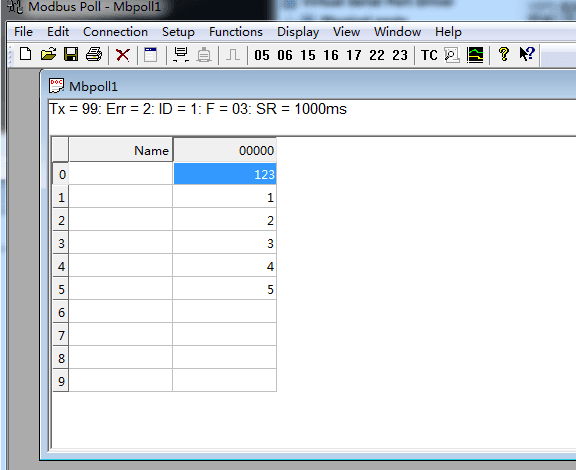 Modbus Poll - Mbpoll1
File Edit Connection Setup Functions Display View Window Help
05 06 15 16 17 22 23 TC
Mbpoll1
Tx = 99: Err = 2: ID = 1: F = 03: SR = 1000ms
Name 00000
0 123
1 1
2 2
3 3
4 4
5 5
6
7
8
9